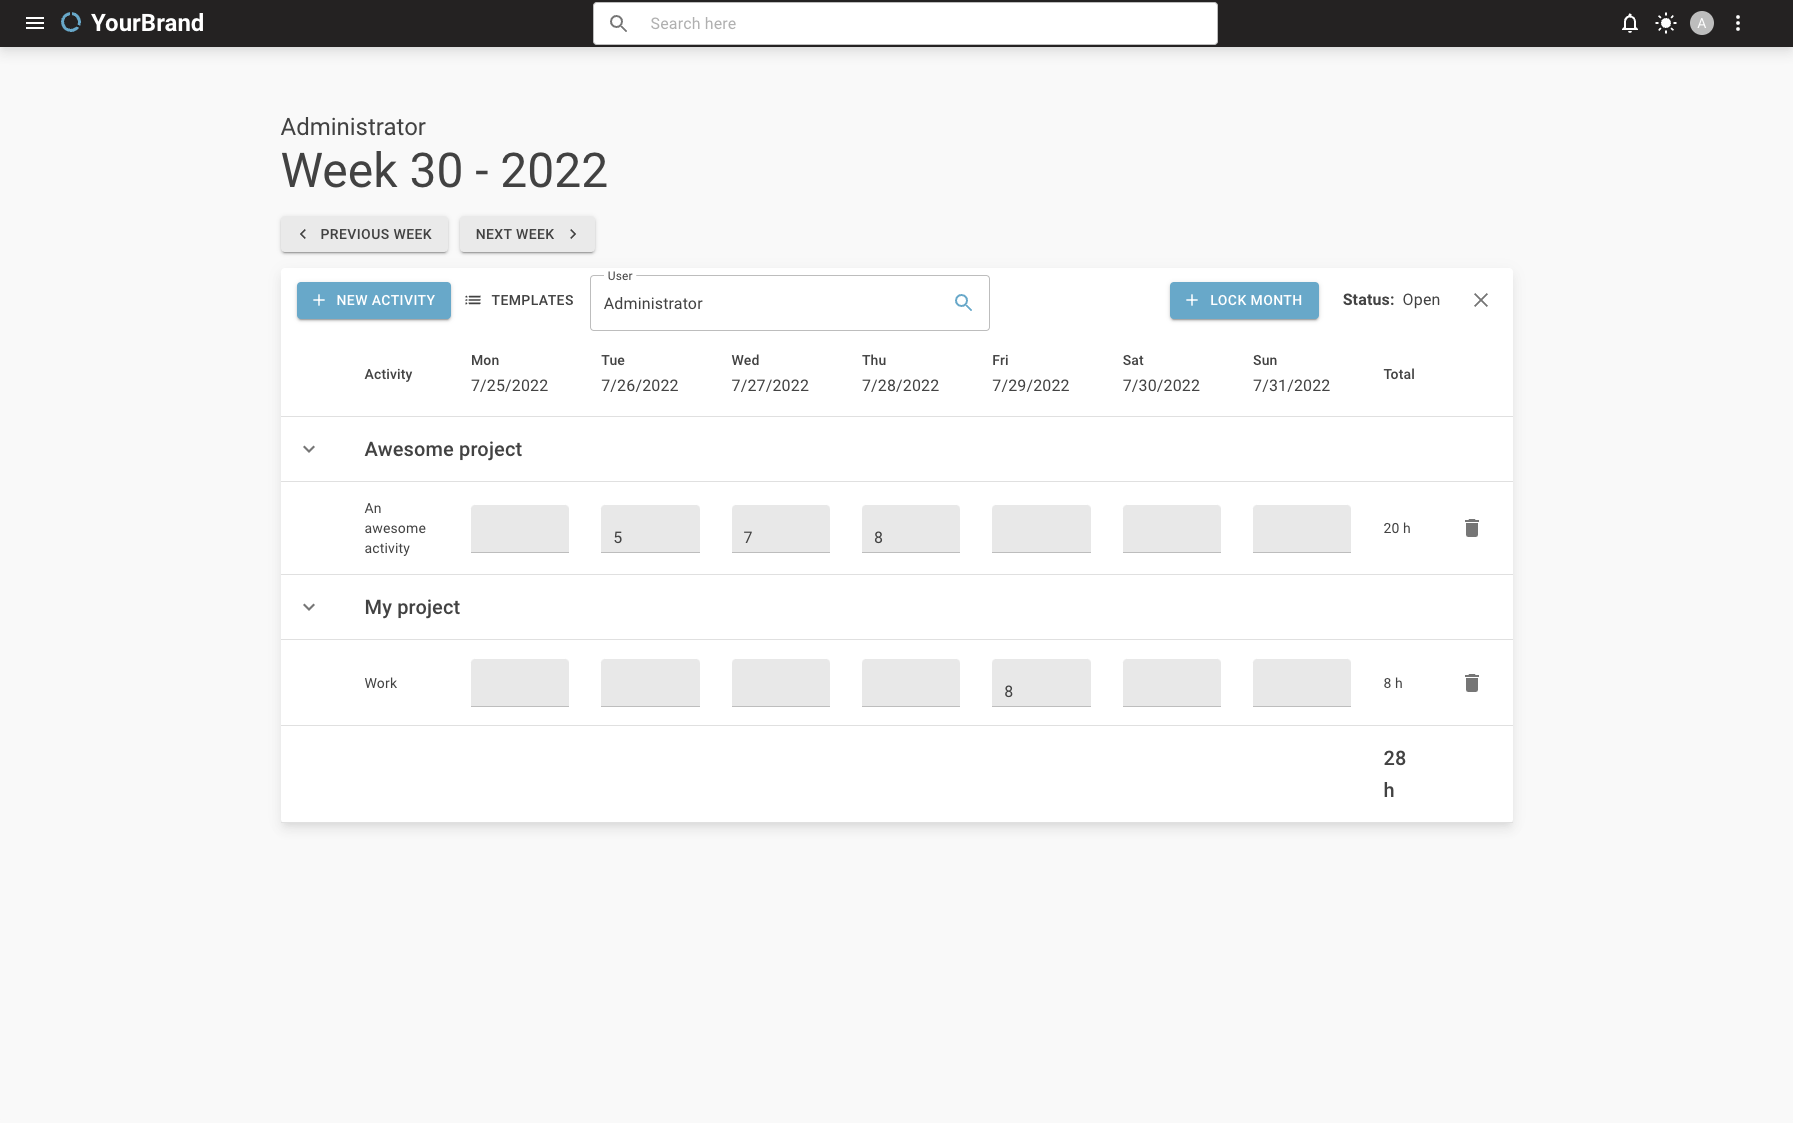 YourBrand
Search here
A
Administrator
Week 30 - 2022
PREVIOUS WEEK
NEXT WEEK
NEW ACTIVITY
TEMPLATES
User
Administrator
LOCK MONTH
Status: Open
Activity
Mon
7/25/2022
Tue
7/26/2022
Wed
7/27/2022
Thu
7/28/2022
Fri
7/29/2022
Sat
7/30/2022
Sun
7/31/2022
Total
Awesome project
An
awesome
activity
5
7
8
20 h
My project
Work
8
8 h
28
h